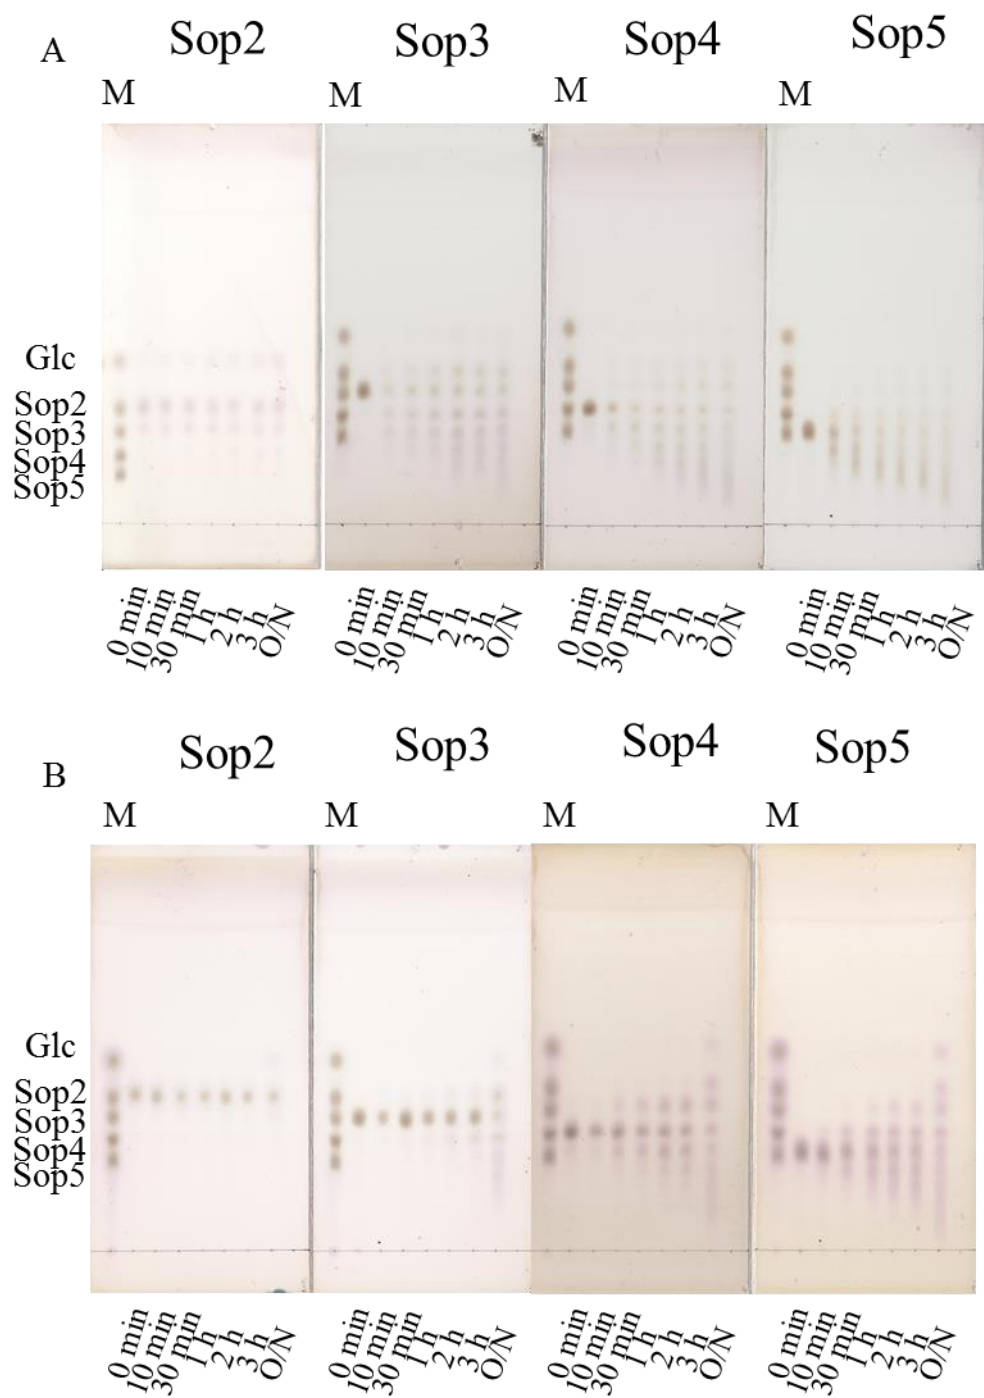 A Sop2 Sop3 Sop4 Sop5
M M M M
Glc
Sop2
Sop3
Sop4
Sop5
0 min 10 min 30 min 1 h 2 h 3 h O/N 0 min 10 min 30 min 1 h 2 h 3 h O/N 0 min 10 min 30 min 1 h 2 h 3 h O/N 0 min 10 min 30 min 1 h 2 h 3 h O/N
B Sop2 Sop3 Sop4 Sop5
M M M M
Glc
Sop2
Sop3
Sop4
Sop5
0 min 10 min 30 min 1 h 2 h 3 h O/N 0 min 10 min 30 min 1 h 2 h 3 h O/N 0 min 10 min 30 min 1 h 2 h 3 h O/N 0 min 10 min 30 min 1 h 2 h 3 h O/N